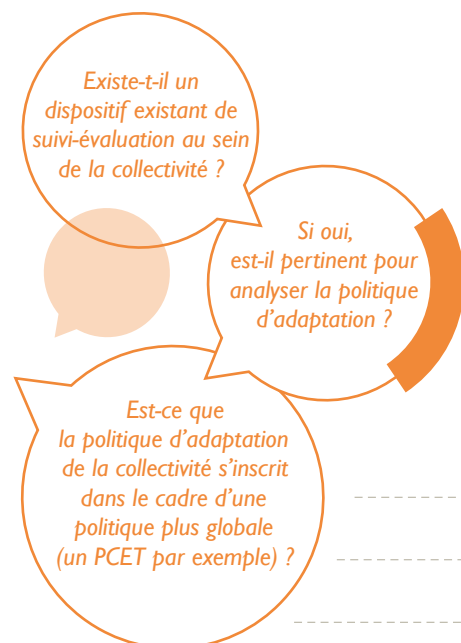 Existe-t-il un
dispositif existant de
suivi-évaluation au sein
de la collectivité ?
Si oui,
est-il pertinent pour
analyser la politique
d'adaptation ?
Est-ce que
la politique d'adaptation
de la collectivité s'inscrit
dans le cadre d'une
politique plus globale
(un PCET par exemple) ?